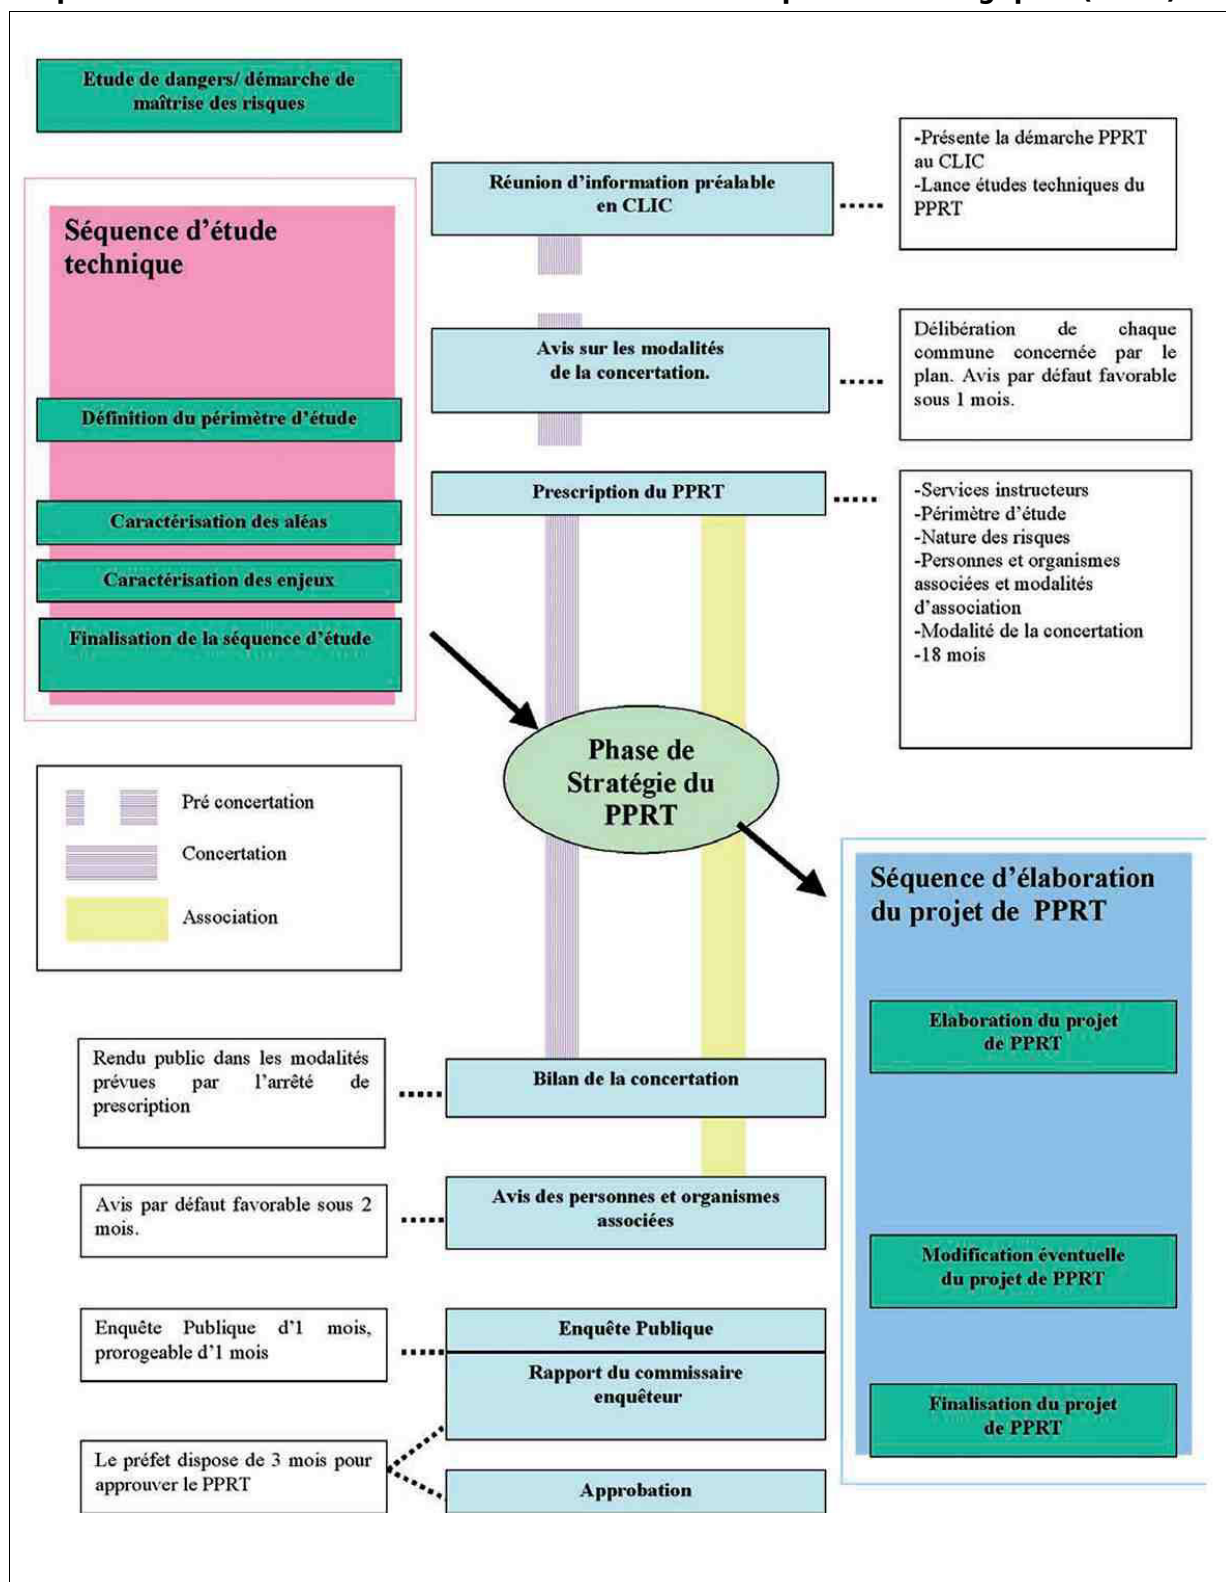 Etude de dangers/ démarche de
maîtrise des risques
Séquence d'étude
technique
Définition du périmètre d'étude
Caractérisation des aléas
Caractérisation des enjeux
Finalisation de la séquence d'étude
Réunion d'information préalable
en CLIC
-Présente la démarche PPRT
au CLIC
-Lance études techniques du
PPRT
Avis sur les modalités
de la concertation.
Délibération de chaque
commune concernée par le
plan. Avis par défaut favorable
sous 1 mois.
Prescription du PPRT
-Services instructeurs
-Périmètre d'étude
-Nature des risques
-Personnes et organismes
associées et modalités
d'association
-Modalité de la concertation
-18 mois
Phase de
Stratégie du
PPRT
Pré concertation
Concertation
Association
Séquence d'élaboration
du projet de PPRT
Elaboration du projet
de PPRT
Modification éventuelle
du projet de PPRT
Finalisation du projet
de PPRT
Rendu public dans les modalités
prévues par l'arrêté de
prescription
Bilan de la concertation
Avis par défaut favorable sous 2
mois.
Avis des personnes et organismes
associées
Enquête Publique d'1 mois,
prorogeable d'1 mois
Enquête Publique
Rapport du commissaire
enquêteur
Le préfet dispose de 3 mois pour
approuver le PPRT
Approbation